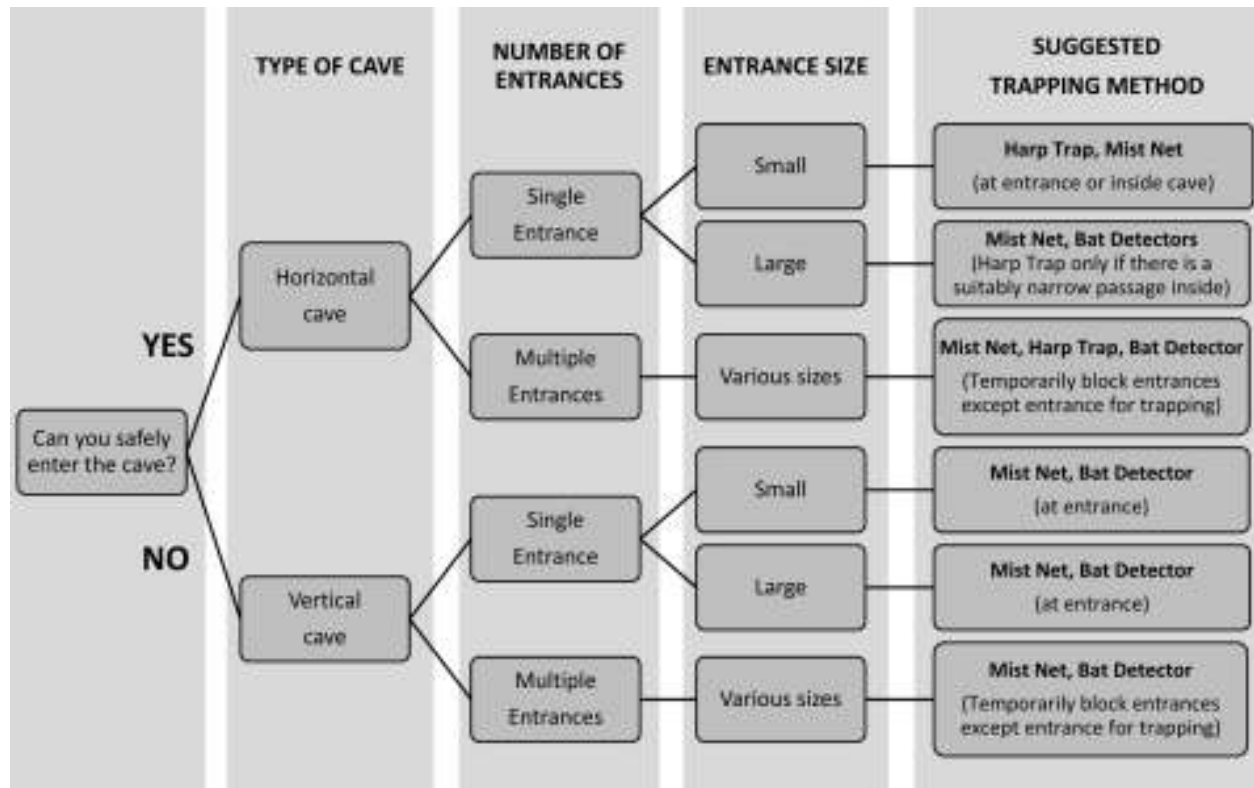 TYPE OF CAVE
NUMBER OF
ENTRANCES
ENTRANCE SIZE
SUGGESTED
TRAPPING METHOD
YES
NO
Can you safely
enter the cave?
Horizontal
cave
Vertical
cave
Single
Entrance
Multiple
Entrances
Single
Entrance
Multiple
Entrances
Small
Large
Various sizes
Small
Large
Various sizes
Harp Trap, Mist Net
(at entrance or inside cave)
Mist Net, Bat Detectors
(Harp Trap only if there is a
suitably narrow passage inside)
Mist Net, Harp Trap, Bat Detector
(Temporarily block entrances
except entrance for trapping)
Mist Net, Bat Detector
(at entrance)
Mist Net, Bat Detector
(at entrance)
Mist Net, Bat Detector
(Temporarily block entrances
except entrance for trapping)